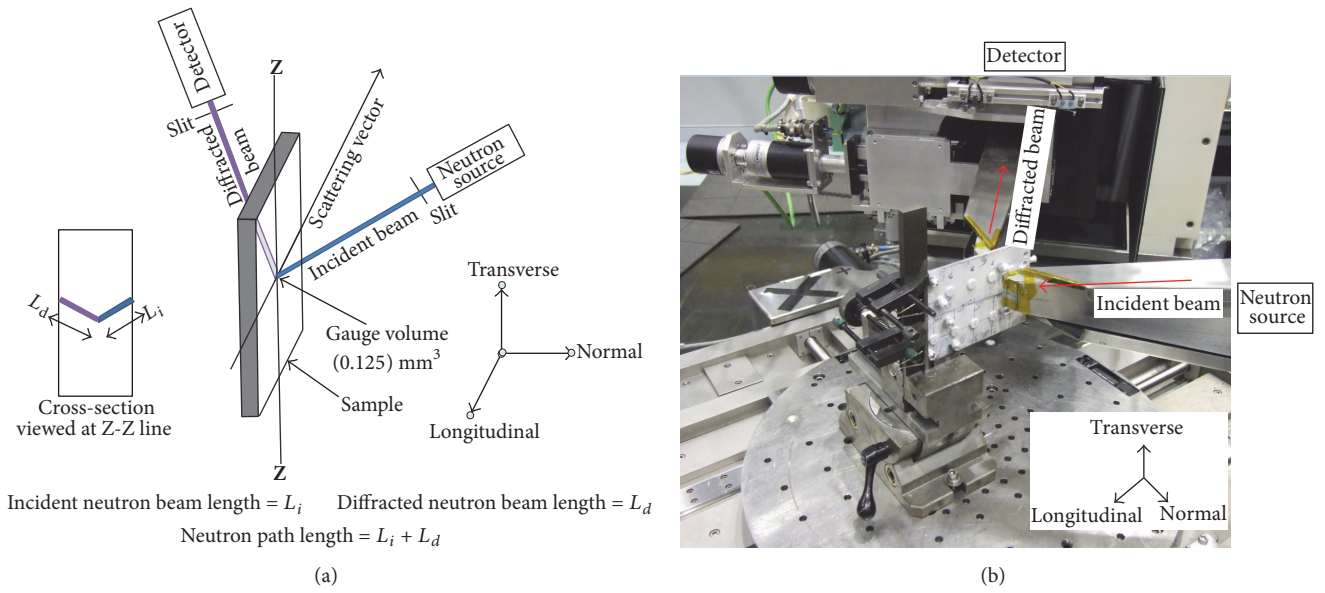 Detector
Slit
Diffracted
beam
Z
Scattering vector
Neutron
source
Slit
Incident beam
L_d
L_i
Cross-section
viewed at Z-Z line
Gauge volume
(0.125) mm³
Sample
Z
Transverse
Normal
Longitudinal
Incident neutron beam length = L_i
Diffracted neutron beam length = L_d
Neutron path length = L_i + L_d
(a)
Detector
Diffracted beam
Incident beam
Neutron
source
Transverse
Longitudinal
Normal
(b)